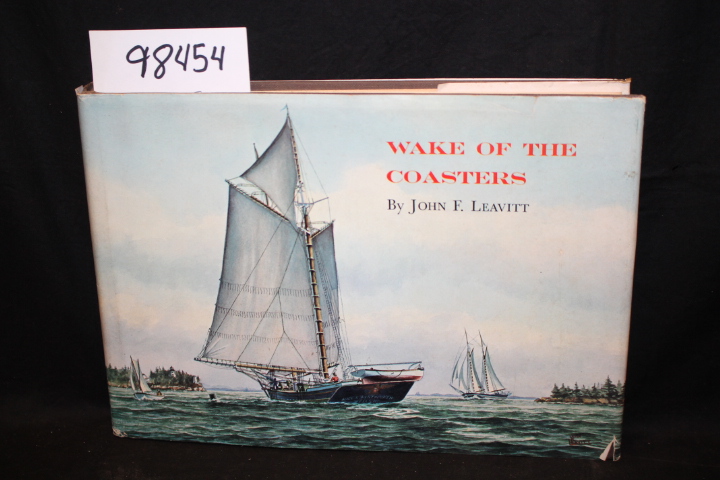 98454
WAKE OF THE
COASTERS
By JOHN F. LEAVITT